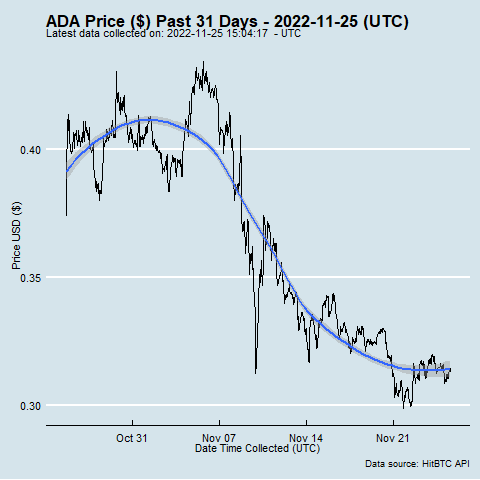 ADA Price ($) Past 31 Days - 2022-11-25 (UTC)
Latest data collected on: 2022-11-25 15:04:17 - UTC
0.40
0.35
0.30
Price USD ($)
Oct 31 Nov 07 Nov 14 Nov 21
Date Time Collected (UTC)
Data source: HitBTC API